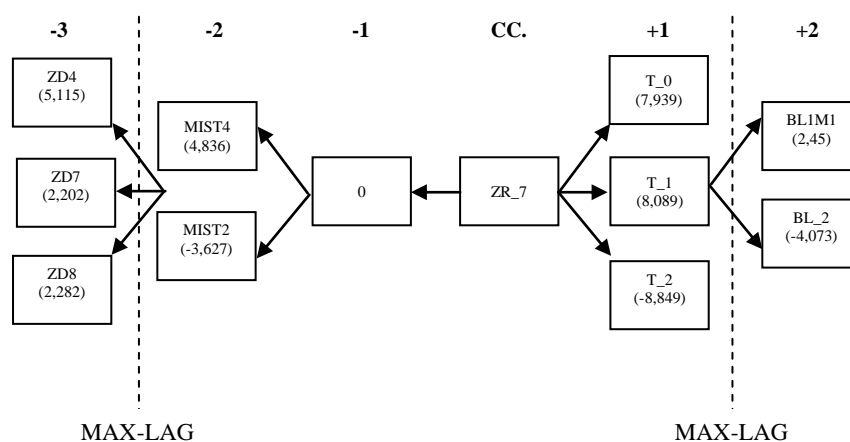 -3 -2 -1 CC. +1 +2
ZD4
(5,115)
ZD7
(2,202)
ZD8
(2,282)
MIST4
(4,836)
MIST2
(-3,627)
0
ZR_7
T_0
(7,939)
T_1
(8,089)
T_2
(-8,849)
BL1M1
(2,45)
BL_2
(-4,073)
MAX-LAG MAX-LAG